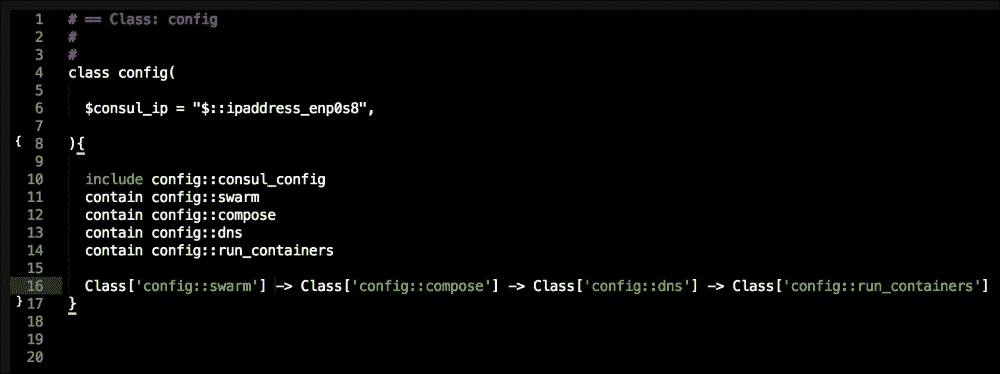 1 # == Class: config
2 #
3 #
4 class config(
5
6 $consul_ip = "$::ipaddress_enp0s8",
7
{ 8 ){
9
10 include config::consul_config
11 contain config::swarm
12 contain config::compose
13 contain config::dns
14 contain config::run_containers
15
16 Class['config::swarm'] -> Class['config::compose'] -> Class['config::dns'] -> Class['config::run_containers']
} 17 }
18
19
20